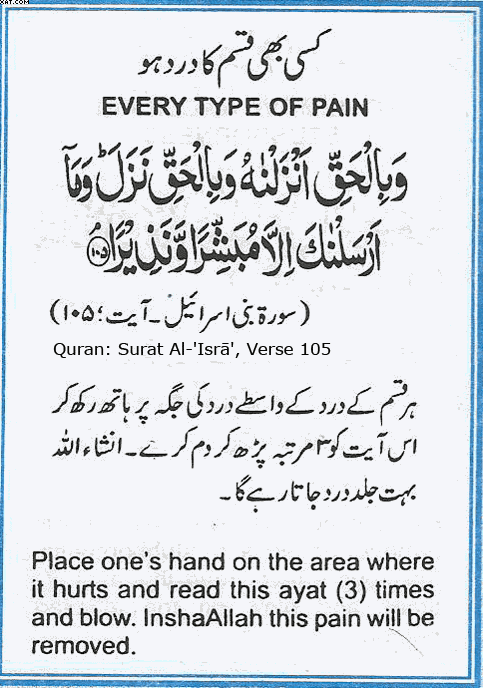 XAT.COM
کسی بھی قسم کا درد ہو
EVERY TYPE OF PAIN
وَبِالْحَقِّ اَنْزَلْنٰهُ وَبِالْحَقِّ نَزَلَ ؕ وَمَاۤ
اَرْسَلْنٰكَ اِلَّا مُبَشِّرًا وَّنَذِیْرًا ۘ ۱۰۵
(سورۃ بنی اسرائیل۔ آیت؛ ۱۰۵)
Quran: Surat Al-'Isrā', Verse 105
ہر قسم کے درد کے واسطے درد کی جگہ پر ہاتھ رکھ کر
اس آیت کو ۳ مرتبہ پڑھ کر دم کرے۔ انشاء اللہ
بہت جلد درد جاتا رہے گا۔
Place one's hand on the area where
it hurts and read this ayat (3) times
and blow. InshaAllah this pain will be
removed.